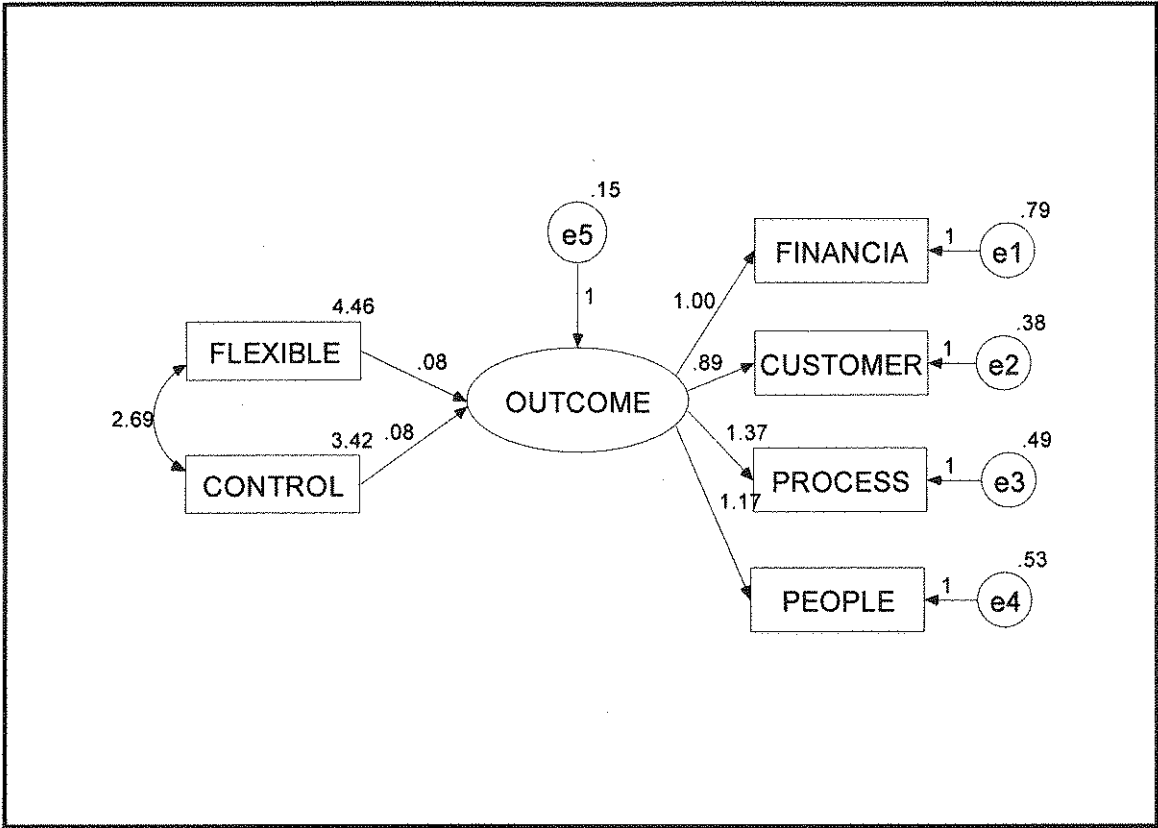 .15
e5
1
4.46
FLEXIBLE
.08
2.69
3.42
.08
CONTROL
OUTCOME
1.00
FINANCIA
1
.79
e1
.89
CUSTOMER
1
.38
e2
1.37
PROCESS
1
.49
e3
1.17
PEOPLE
1
.53
e4